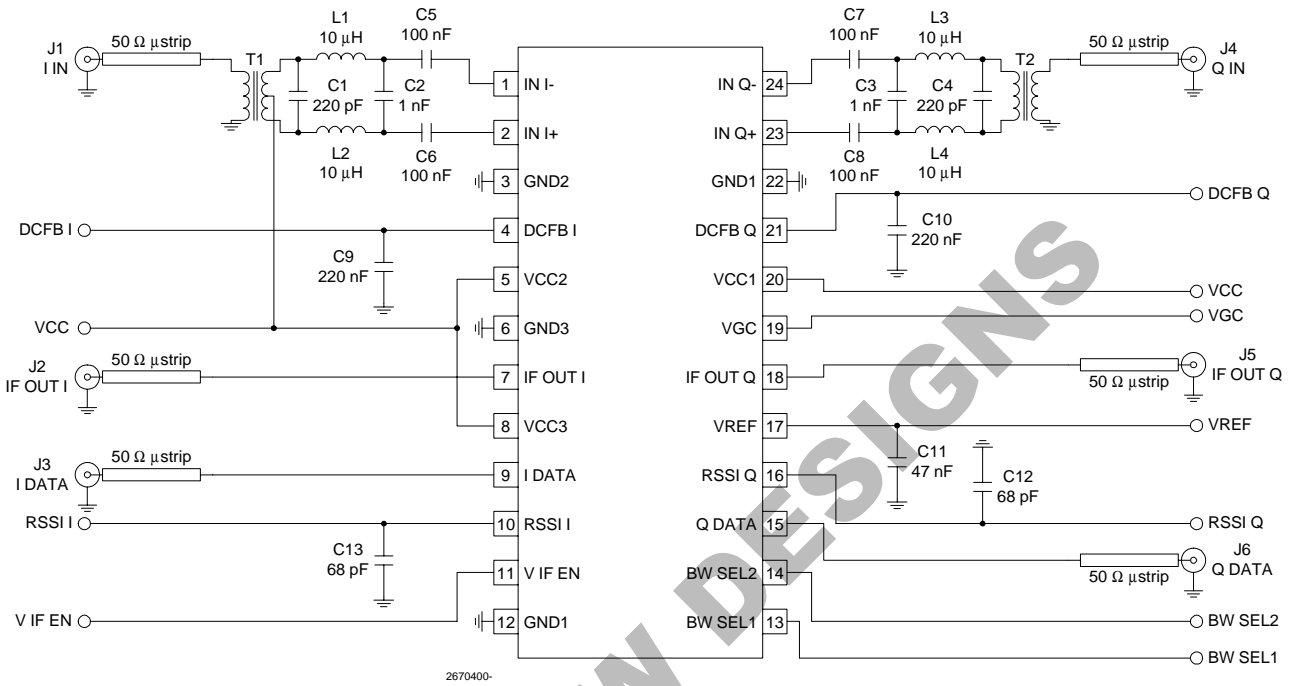 J1
I IN
50 Ω μstrip
T1
L1
10 μH
C5
100 nF
C1
220 pF
C2
1 nF
L2
10 μH
C6
100 nF
DCFB I
C9
220 nF
VCC
J2
IF OUT I
50 Ω μstrip
J3
I DATA
50 Ω μstrip
RSSI I
C13
68 pF
V IF EN
1 IN I-
2 IN I+
3 GND2
4 DCFB I
5 VCC2
6 GND3
7 IF OUT I
8 VCC3
9 I DATA
10 RSSI I
11 V IF EN
12 GND1
IN Q- 24
IN Q+ 23
GND1 22
DCFB Q 21
VCC1 20
VGC 19
IF OUT Q 18
VREF 17
RSSI Q 16
Q DATA 15
BW SEL2 14
BW SEL1 13
C7
100 nF
L3
10 μH
C3
1 nF
C4
220 pF
T2
50 Ω μstrip
J4
Q IN
C8
100 nF
L4
10 μH
DCFB Q
C10
220 nF
VCC
VGC
J5
IF OUT Q
50 Ω μstrip
VREF
C11
47 nF
C12
68 pF
RSSI Q
J6
Q DATA
50 Ω μstrip
BW SEL2
BW SEL1
2670400-
W DESIGNS